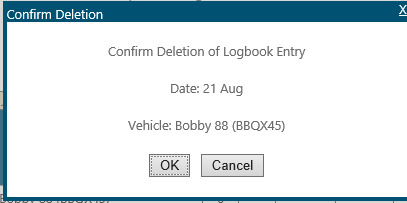 Confirm Deletion
X
Confirm Deletion of Logbook Entry
Date: 21 Aug
Vehicle: Bobby 88 (BBQX45)
OK
Cancel